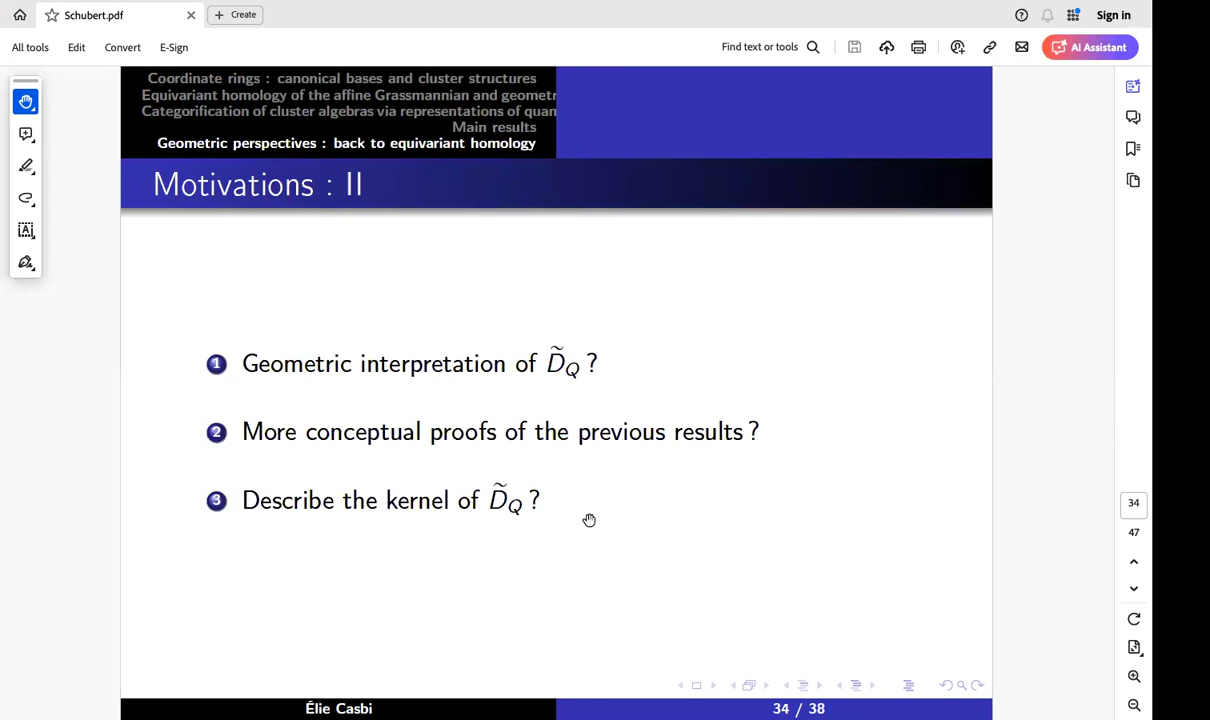 Schubert.pdf
Create
Sign in
All tools
Edit
Convert
E-Sign
Find text or tools
AI Assistant
Coordinate rings : canonical bases and cluster structures
Equivariant homology of the affine Grassmannian and geometr
Categorification of cluster algebras via representations of quan
Main results
Geometric perspectives : back to equivariant homology
Motivations : II
1 Geometric interpretation of D̃_Q ?
2 More conceptual proofs of the previous results ?
3 Describe the kernel of D̃_Q ?
34
47
Élie Casbi
34 / 38